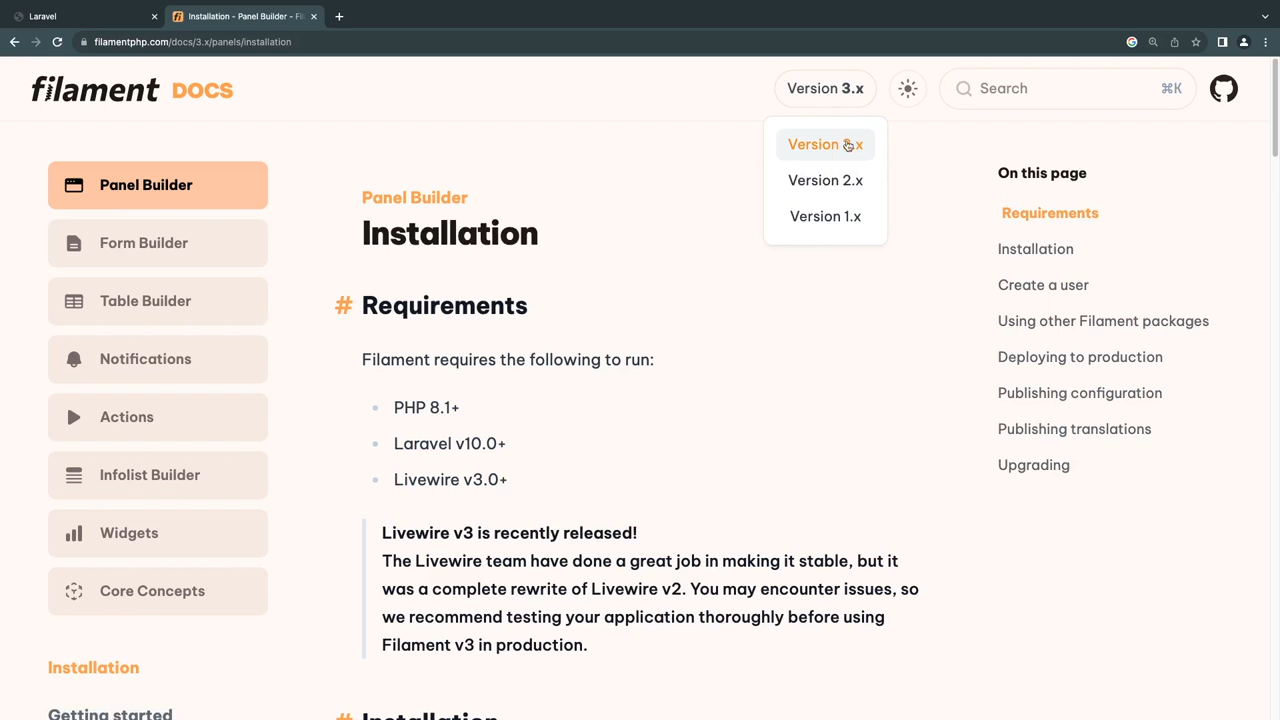 Laravel
Installation - Panel Builder - Fi
filamentphp.com/docs/3.x/panels/installation
filament DOCS
Version 3.x
Search
⌘K
Version
x
Version 2.x
Version 1.x
Panel Builder
Form Builder
Table Builder
Notifications
Actions
Infolist Builder
Widgets
Core Concepts
Installation
Getting started
Panel Builder
Installation
# Requirements
Filament requires the following to run:
PHP 8.1+
Laravel v10.0+
Livewire v3.0+
Livewire v3 is recently released!
The Livewire team have done a great job in making it stable, but it
was a complete rewrite of Livewire v2. You may encounter issues, so
we recommend testing your application thoroughly before using
Filament v3 in production.
# Installation
On this page
Requirements
Installation
Create a user
Using other Filament packages
Deploying to production
Publishing configuration
Publishing translations
Upgrading